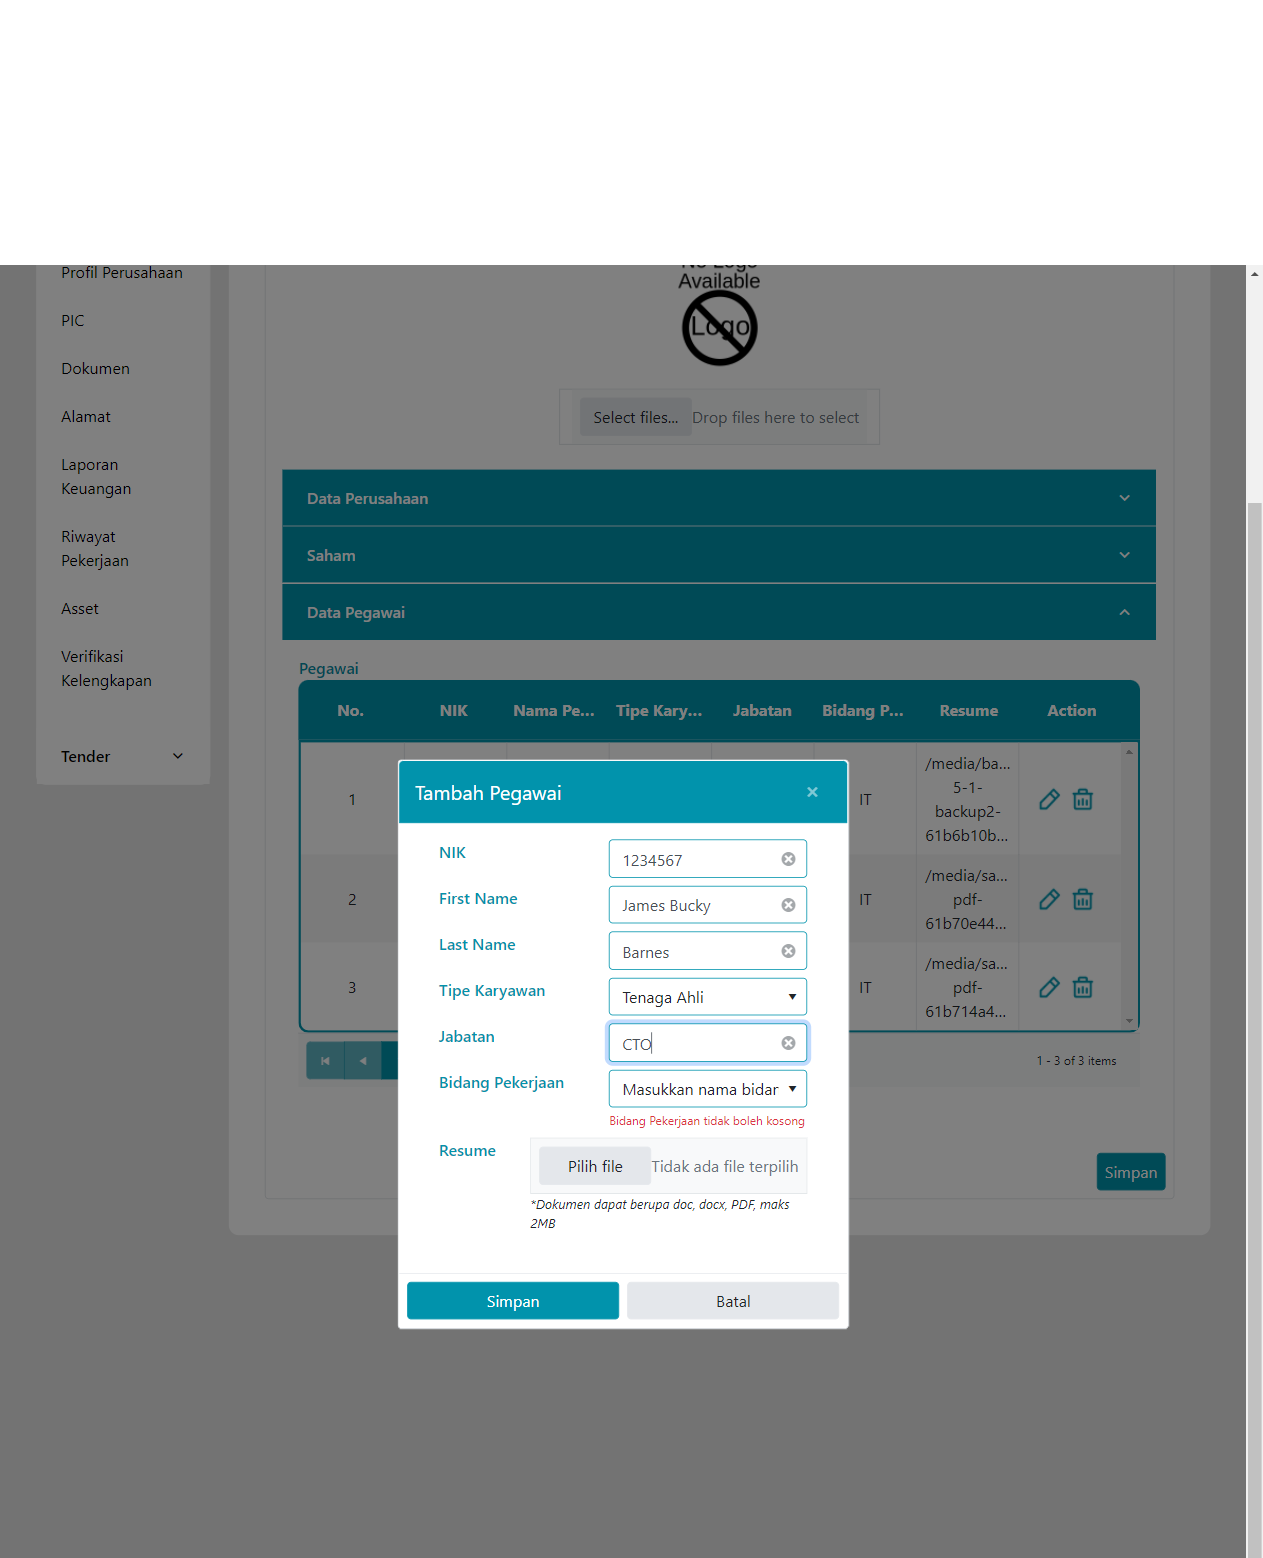 Profil Perusahaan
PIC
Dokumen
Alamat
Laporan
Keuangan
Riwayat
Pekerjaan
Asset
Verifikasi
Kelengkapan
Tender
No Logo
Available
Logo
Select files... Drop files here to select
Data Perusahaan
Saham
Data Pegawai
Pegawai
No. NIK Nama Pe... Tipe Kary... Jabatan Bidang P... Resume Action
1 IT /media/ba...
5-1-
backup2-
61b6b10b...
2 IT /media/sa...
pdf-
61b70e44...
3 IT /media/sa...
pdf-
61b714a4...
1 - 3 of 3 items
Simpan
Tambah Pegawai
NIK 1234567
First Name James Bucky
Last Name Barnes
Tipe Karyawan Tenaga Ahli
Jabatan CTO
Bidang Pekerjaan Masukkan nama bidar
Bidang Pekerjaan tidak boleh kosong
Resume Pilih file Tidak ada file terpilih
*Dokumen dapat berupa doc, docx, PDF, maks
2MB
Simpan Batal